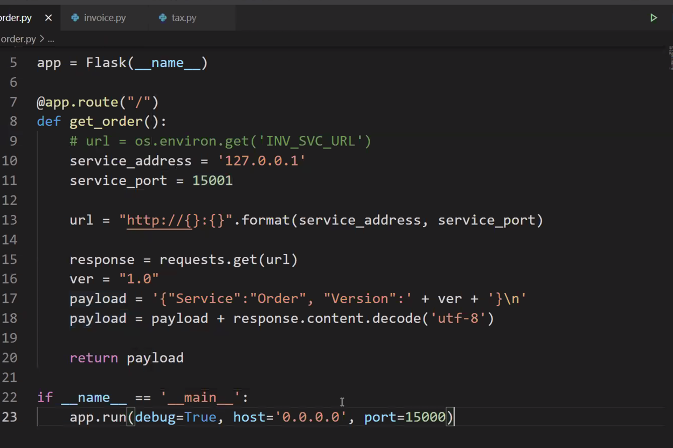 order.py × invoice.py tax.py
order.py > ...
5 app = Flask(__name__)
6
7 @app.route("/")
8 def get_order():
9 # url = os.environ.get('INV_SVC_URL')
10 service_address = '127.0.0.1'
11 service_port = 15001
12
13 url = "http://{}:{}".format(service_address, service_port)
14
15 response = requests.get(url)
16 ver = "1.0"
17 payload = '{"Service":"Order", "Version":' + ver + '}\n'
18 payload = payload + response.content.decode('utf-8')
19
20 return payload
21
22 if __name__ == '__main__':
23 app.run(debug=True, host='0.0.0.0', port=15000)